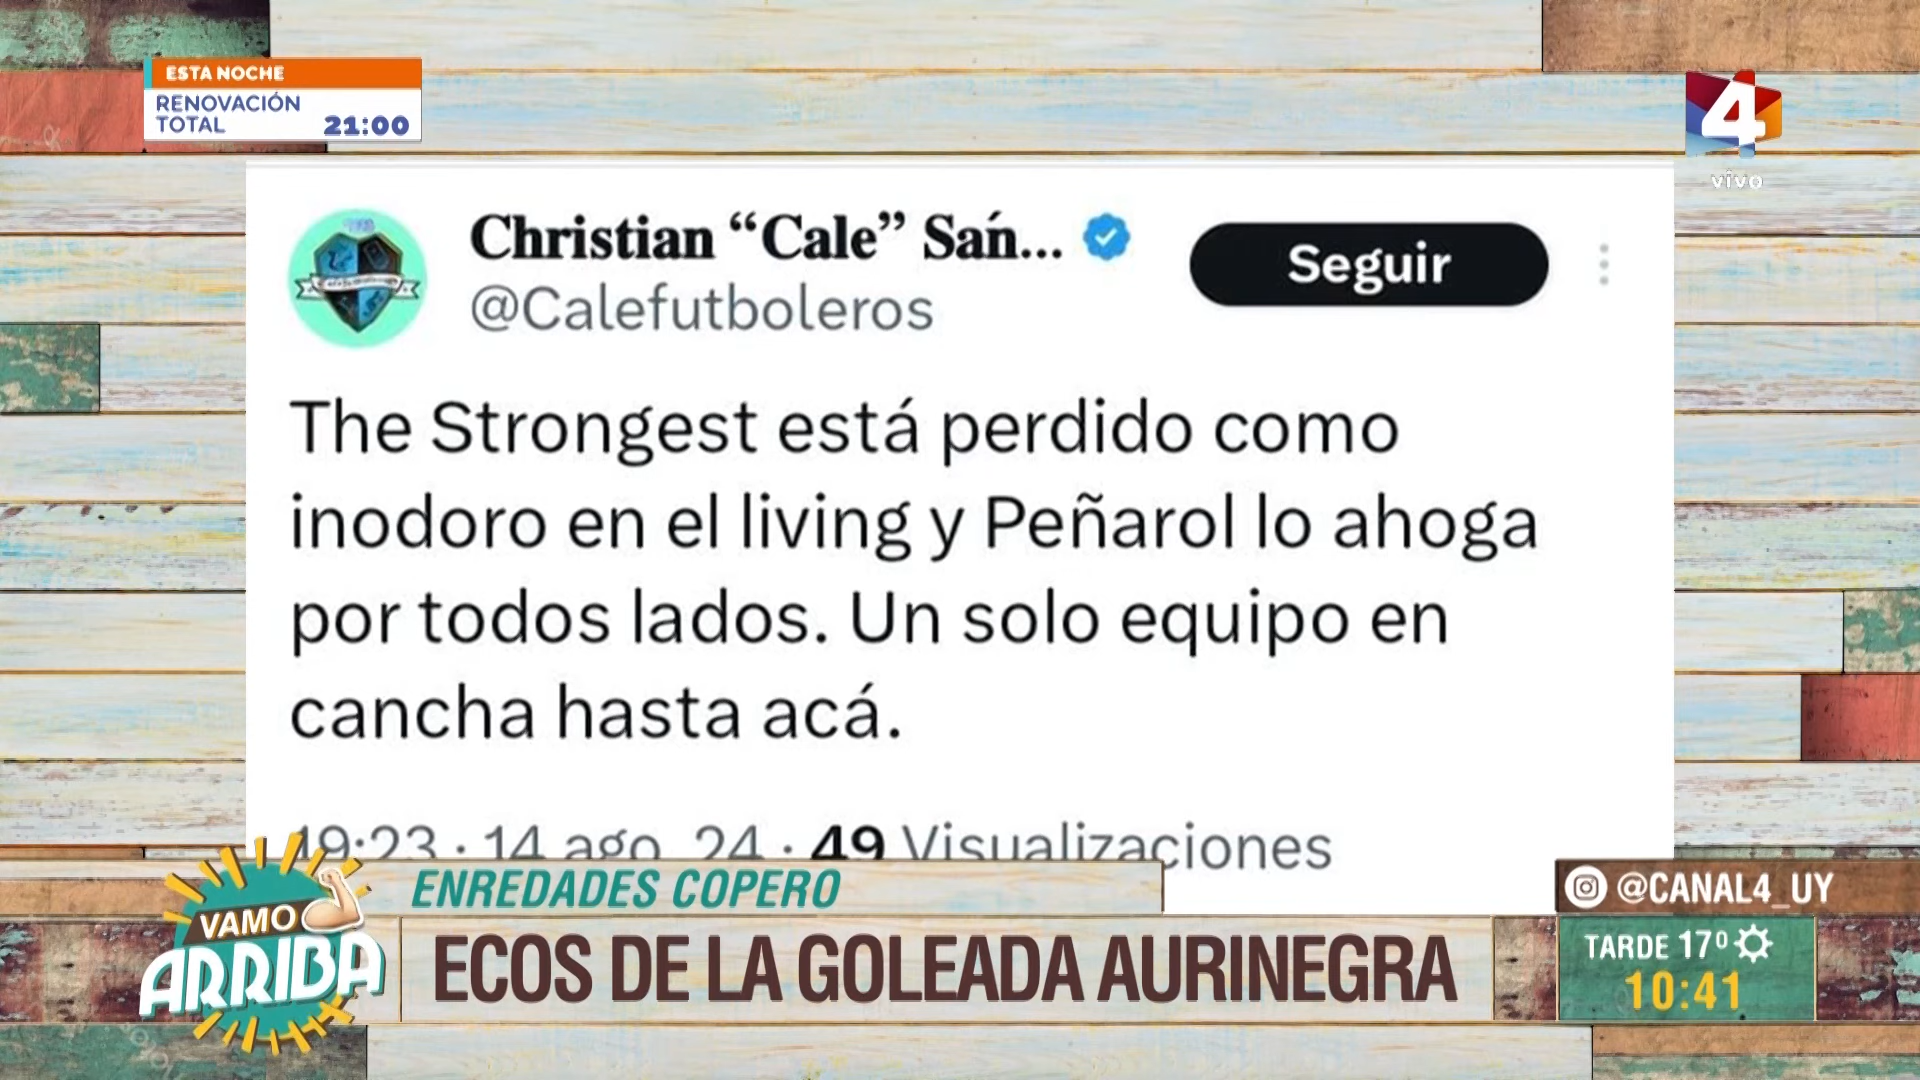 ESTA NOCHE
RENOVACIÓN
TOTAL 21:00
4
vivo
Christian “Cale” Sań...
@Calefutboleros
Seguir
The Strongest está perdido como
inodoro en el living y Peñarol lo ahoga
por todos lados. Un solo equipo en
cancha hasta acá.
19:23 · 14 ago. 24 · 49 Visualizaciones
ENREDADES COPERO
VAMO
ARRIBA
ECOS DE LA GOLEADA AURINEGRA
@CANAL4_UY
TARDE 17º
10:41